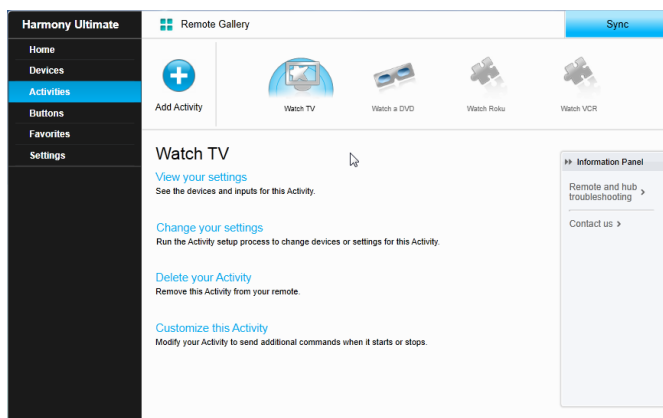 Harmony Ultimate
Remote Gallery
Sync
Home
Devices
Activities
Buttons
Favorites
Settings
Add Activity
Watch TV
Watch a DVD
Watch Roku
Watch VCR
Watch TV
View your settings
See the devices and inputs for this Activity.
Change your settings
Run the Activity setup process to change devices or settings for this Activity.
Delete your Activity
Remove this Activity from your remote.
Customize this Activity
Modify your Activity to send additional commands when it starts or stops.
Information Panel
Remote and hub
troubleshooting
Contact us